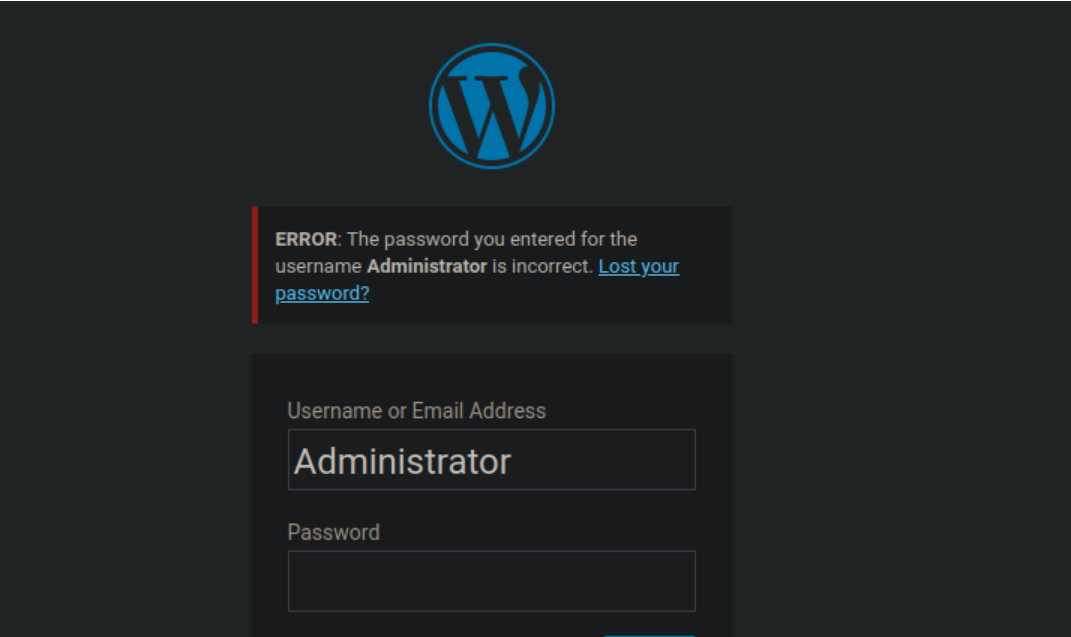 ERROR: The password you entered for the
username Administrator is incorrect. Lost your
password?
Username or Email Address
Administrator
Password